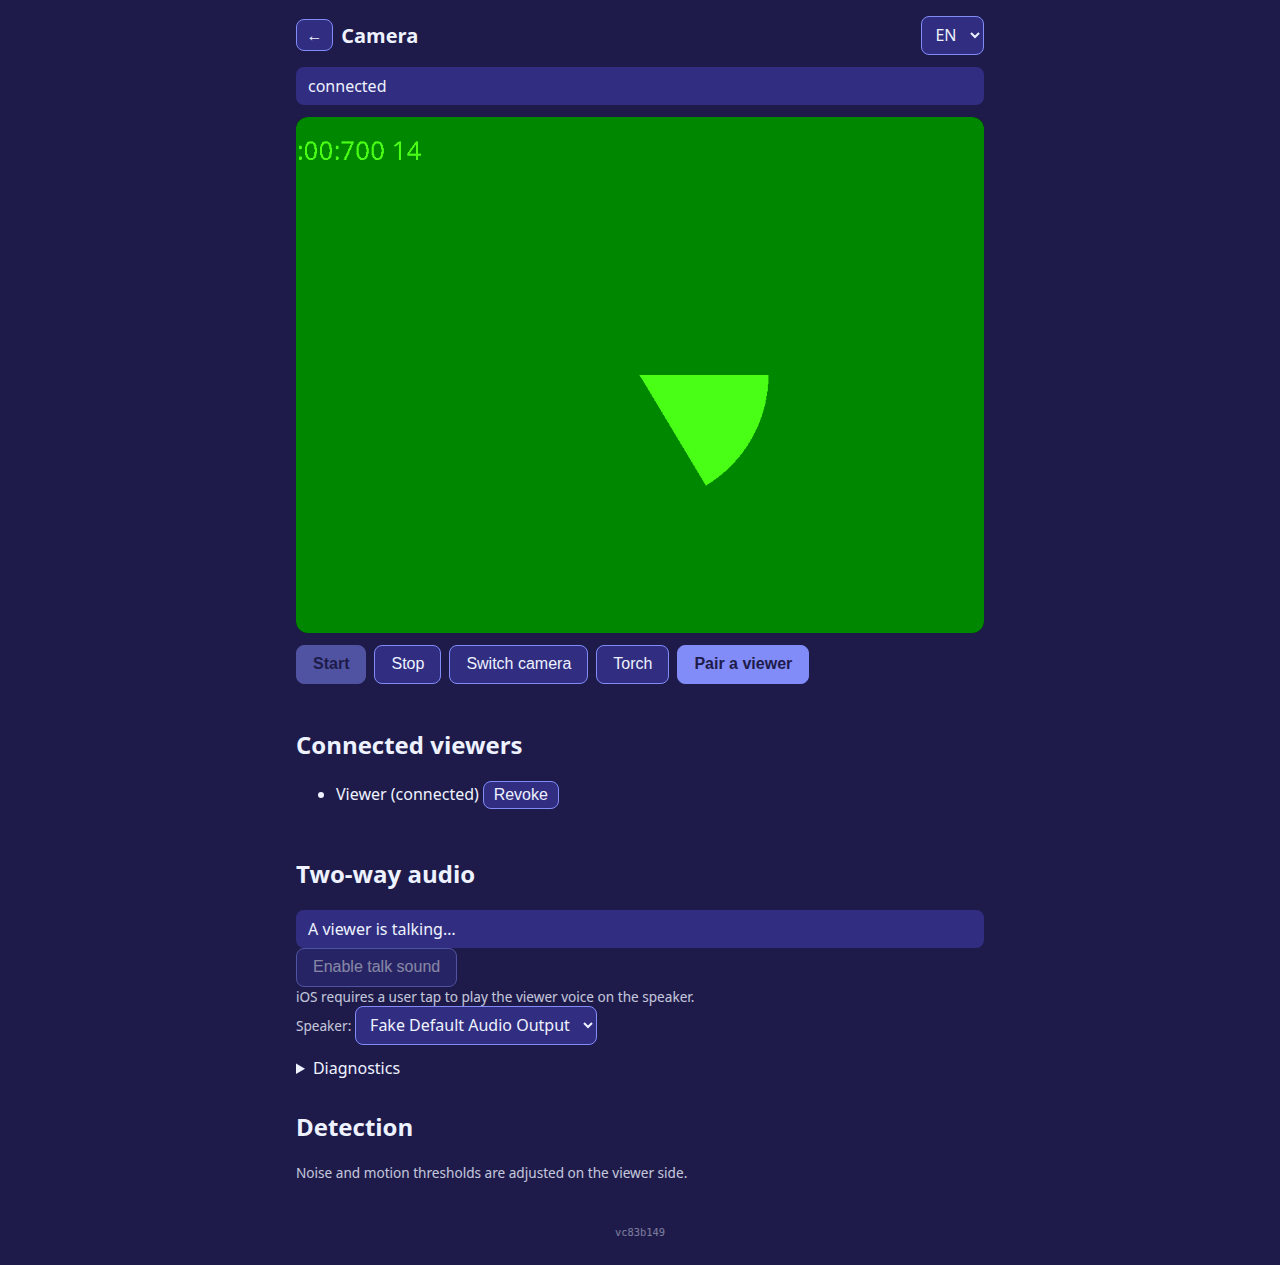 ← Camera EN
connected
:00:700 14
Start Stop Switch camera Torch Pair a viewer
Connected viewers
Viewer (connected) Revoke
Two-way audio
A viewer is talking...
Enable talk sound
iOS requires a user tap to play the viewer voice on the speaker.
Speaker: Fake Default Audio Output
Diagnostics
Detection
Noise and motion thresholds are adjusted on the viewer side.
vc83b149